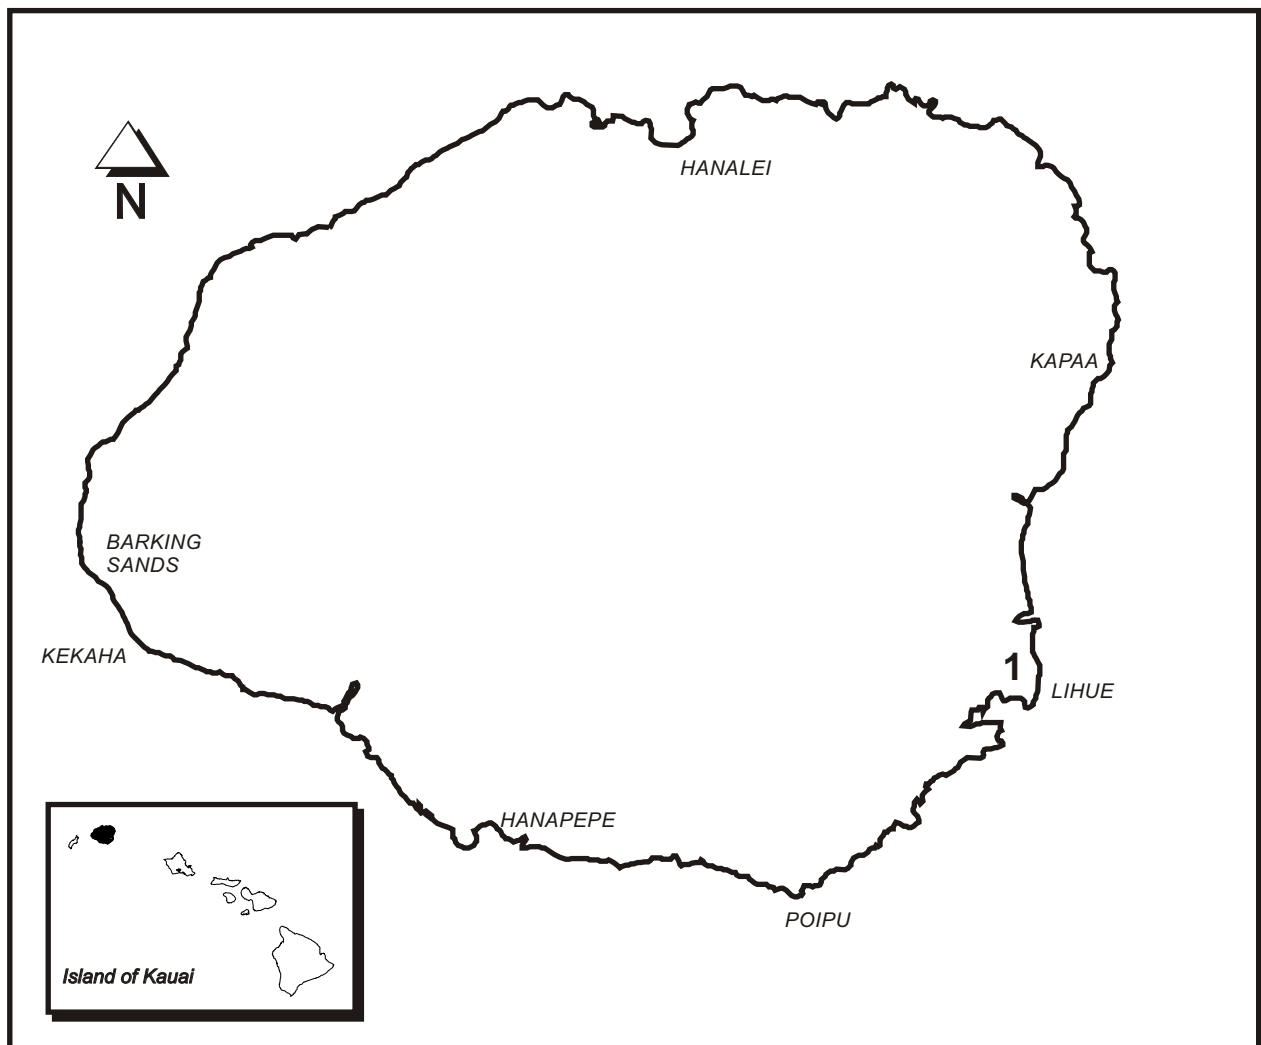 N
HANALEI
KAPAA
BARKING
SANDS
KEKAHA
1
LIHUE
HANAPEPE
POIPU
Island of Kauai